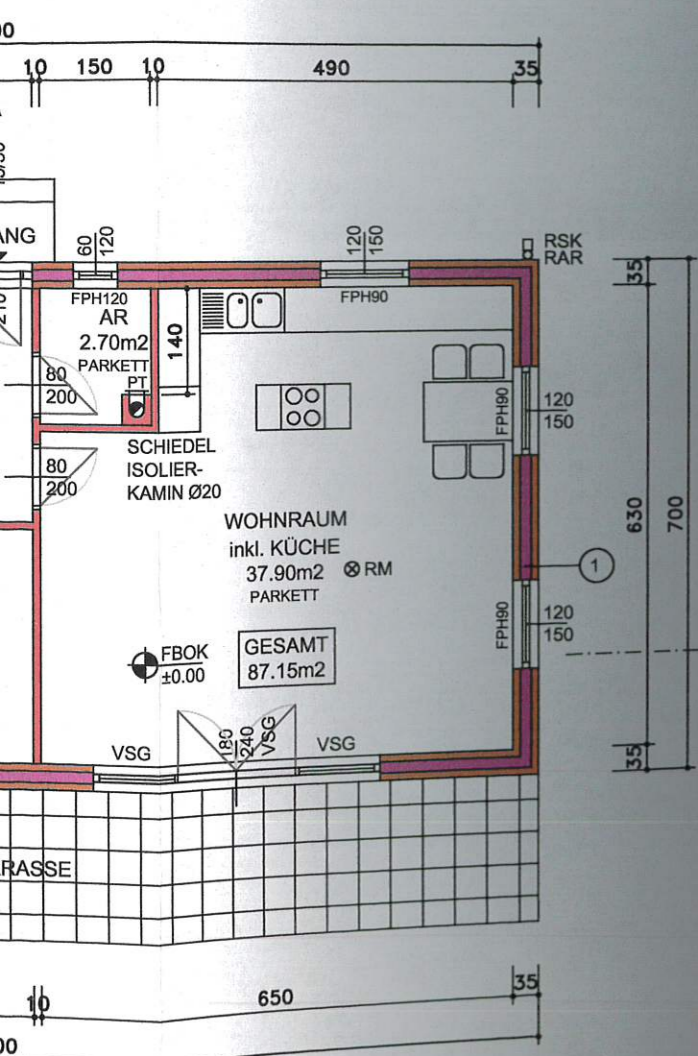 00
10 150 10 490 35
ANG
60
120
120
150
RSK
RAR
35
210
FPH120
FPH90
AR
2.70m2
PARKETT
PT
140
80
200
FPH90
120
150
80
200
SCHIEDEL
ISOLIER-
KAMIN Ø20
WOHNRAUM
inkl. KÜCHE
37.90m2 RM
PARKETT
630
700
1
FPH90
120
150
GESAMT
87.15m2
FBOK
±0.00
VSG
180
240
VSG
VSG
35
RASSE
10 650 35
00